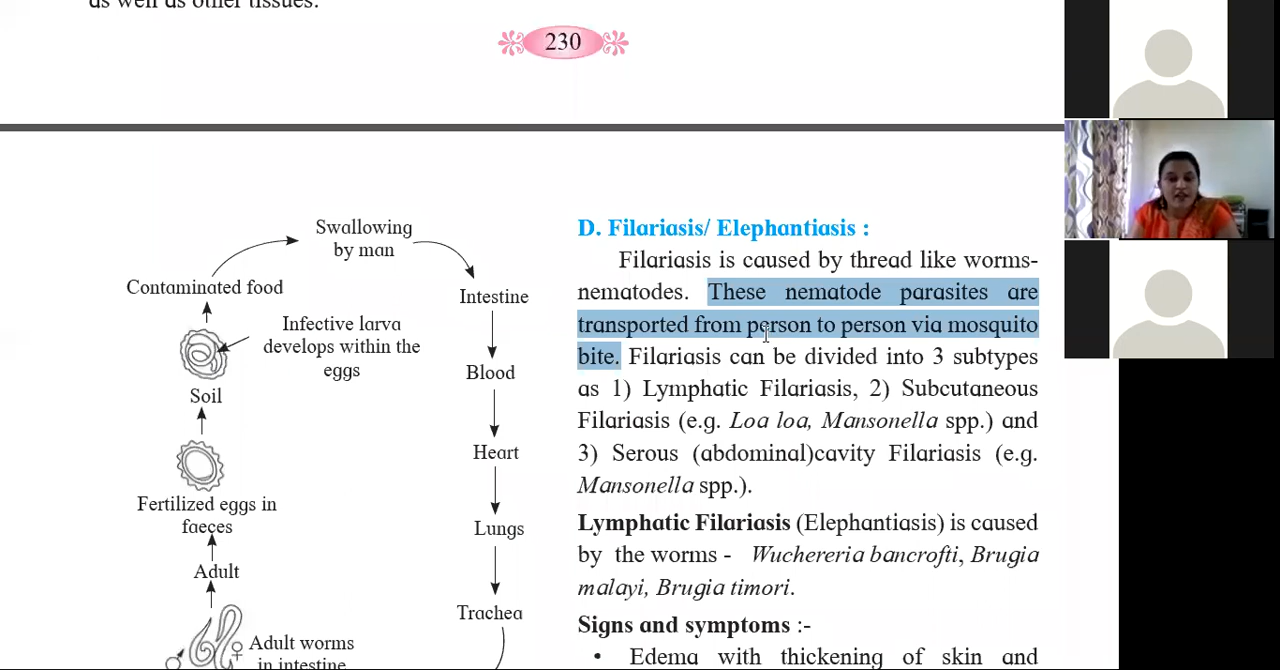 as well as other tissues.
230
Swallowing
by man
Contaminated food
Intestine
Infective larva
develops within the
eggs
Blood
Soil
Heart
Fertilized eggs in
faeces
Lungs
Adult
Trachea
Adult worms
in intestine
D. Filariasis/ Elephantiasis :
Filariasis is caused by thread like worms-
nematodes. These nematode parasites are
transported from person to person via mosquito
bite. Filariasis can be divided into 3 subtypes
as 1) Lymphatic Filariasis, 2) Subcutaneous
Filariasis (e.g. Loa loa, Mansonella spp.) and
3) Serous (abdominal)cavity Filariasis (e.g.
Mansonella spp.).
Lymphatic Filariasis (Elephantiasis) is caused
by the worms - Wuchereria bancrofti, Brugia
malayi, Brugia timori.
Signs and symptoms :-
• Edema with thickening of skin and